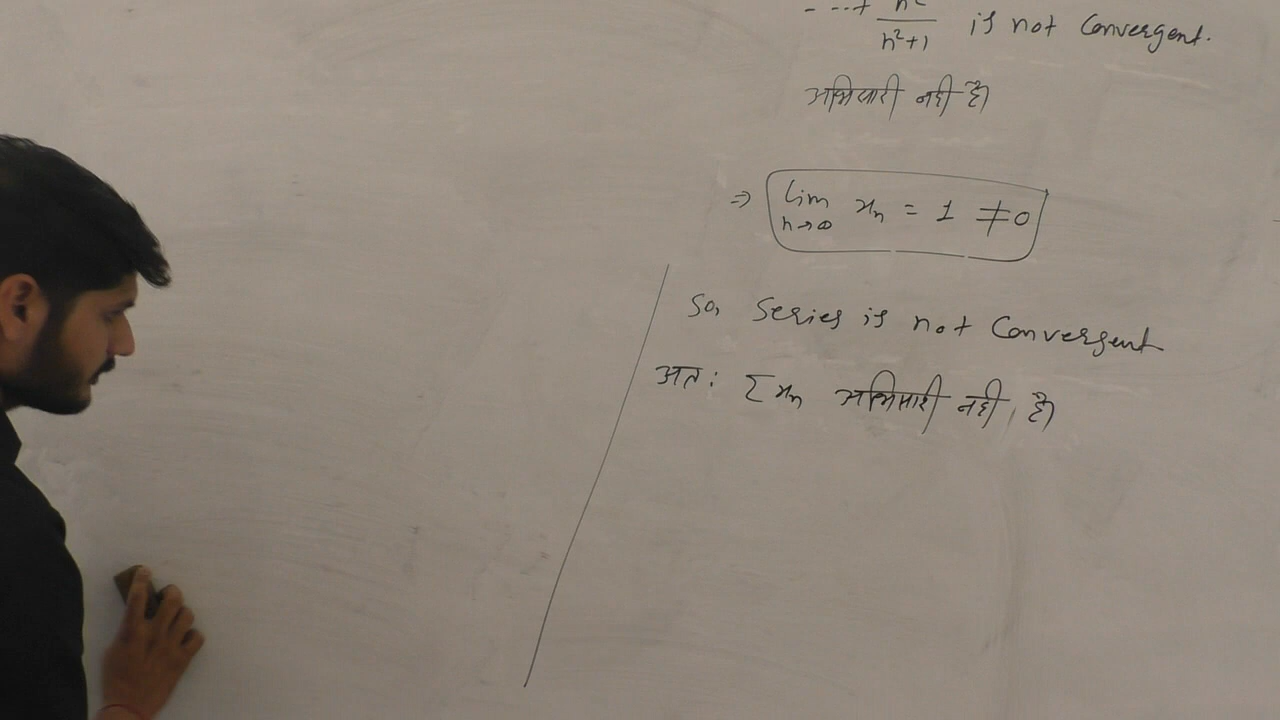 - --+ n²/n²+1 is not Convergent.
अभिसारी नही है।
⇒ lim n→∞ xn = 1 ≠0
So, Series is not Convergent
अत: Σxn अभिसारी नही है।